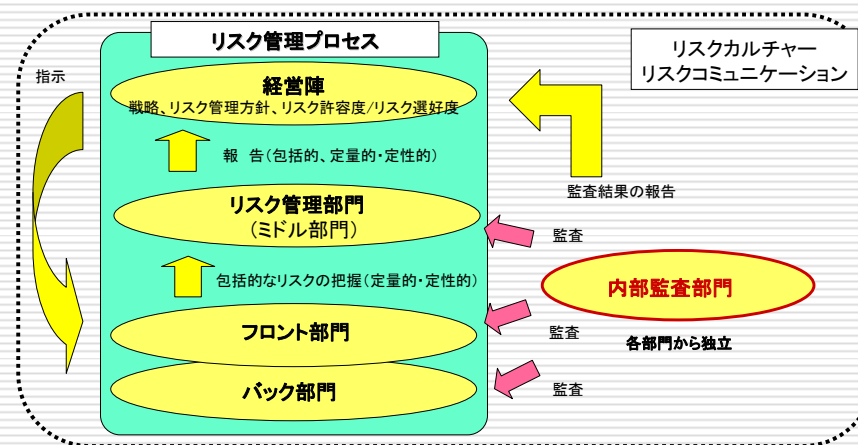 リスク管理プロセス
リスクカルチャー
リスクコミュニケーション
指示
経営陣
戦略、リスク管理方針、リスク許容度/リスク選好度
報 告(包括的、定量的・定性的)
監査結果の報告
リスク管理部門
(ミドル部門)
監査
包括的なリスクの把握(定量的・定性的)
内部監査部門
フロント部門
監査
各部門から独立
バック部門
監査